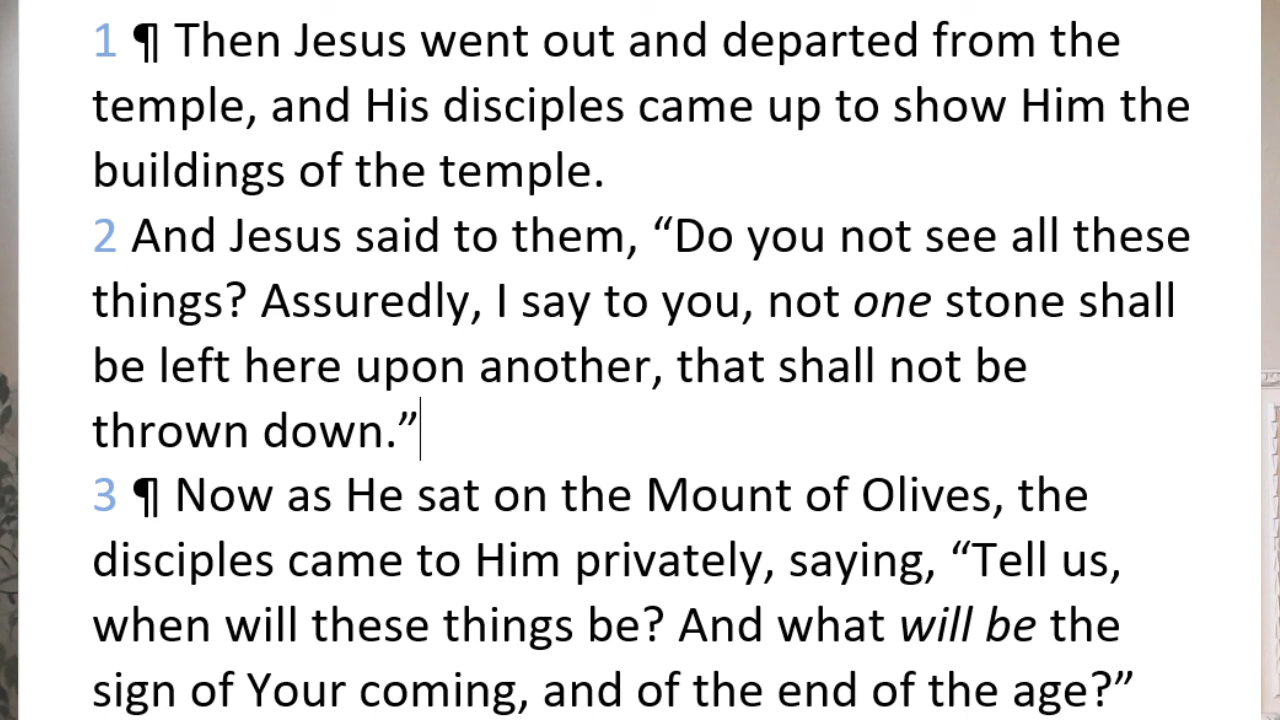 1 ¶ Then Jesus went out and departed from the
temple, and His disciples came up to show Him the
buildings of the temple.
2 And Jesus said to them, “Do you not see all these
things? Assuredly, I say to you, not one stone shall
be left here upon another, that shall not be
thrown down.”
3 ¶ Now as He sat on the Mount of Olives, the
disciples came to Him privately, saying, “Tell us,
when will these things be? And what will be the
sign of Your coming, and of the end of the age?”